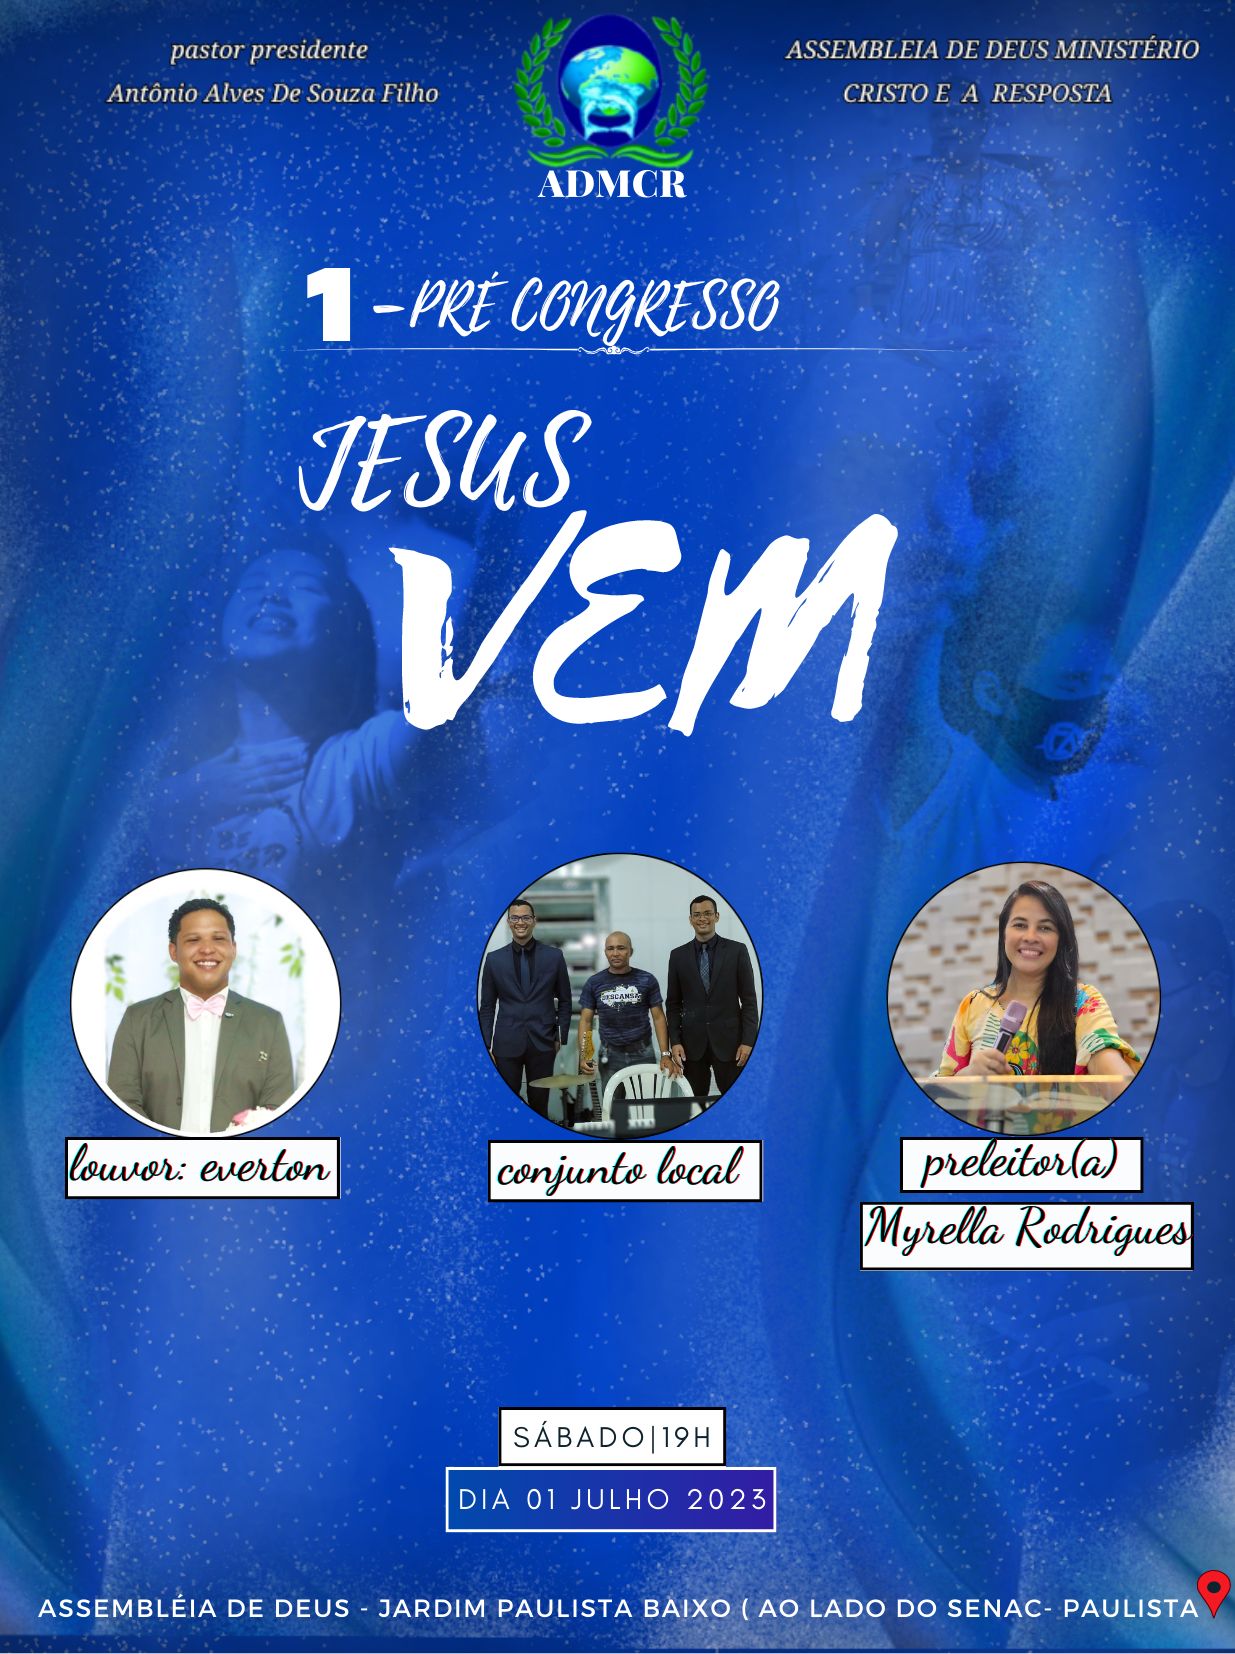 pastor presidente
Antônio Alves De Souza Filho
ASSEMBLEIA DE DEUS MINISTÉRIO
CRISTO E A RESPOSTA
ADMCR
1 -PRÉ CONGRESSO
JESUS
VEM
BE
DESCANSA
louvor: everton
conjunto local
preleitor(a)
Myrella Rodrigues
SÁBADO|19H
DIA 01 JULHO 2023
ASSEMBLÉIA DE DEUS - JARDIM PAULISTA BAIXO ( AO LADO DO SENAC- PAULISTA